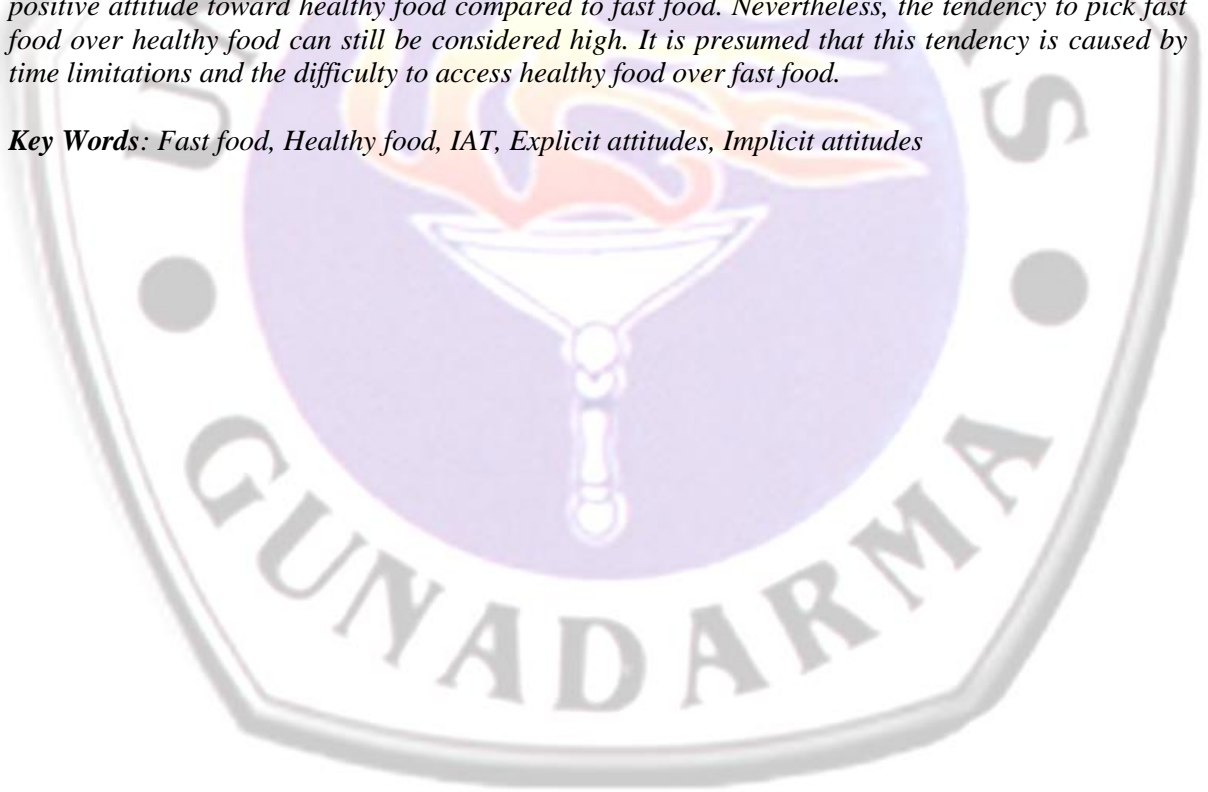 positive attitude toward healthy food compared to fast food. Nevertheless, the tendency to pick fast
food over healthy food can still be considered high. It is presumed that this tendency is caused by
time limitations and the difficulty to access healthy food over fast food.
Key Words: Fast food, Healthy food, IAT, Explicit attitudes, Implicit attitudes
GUNADARMA